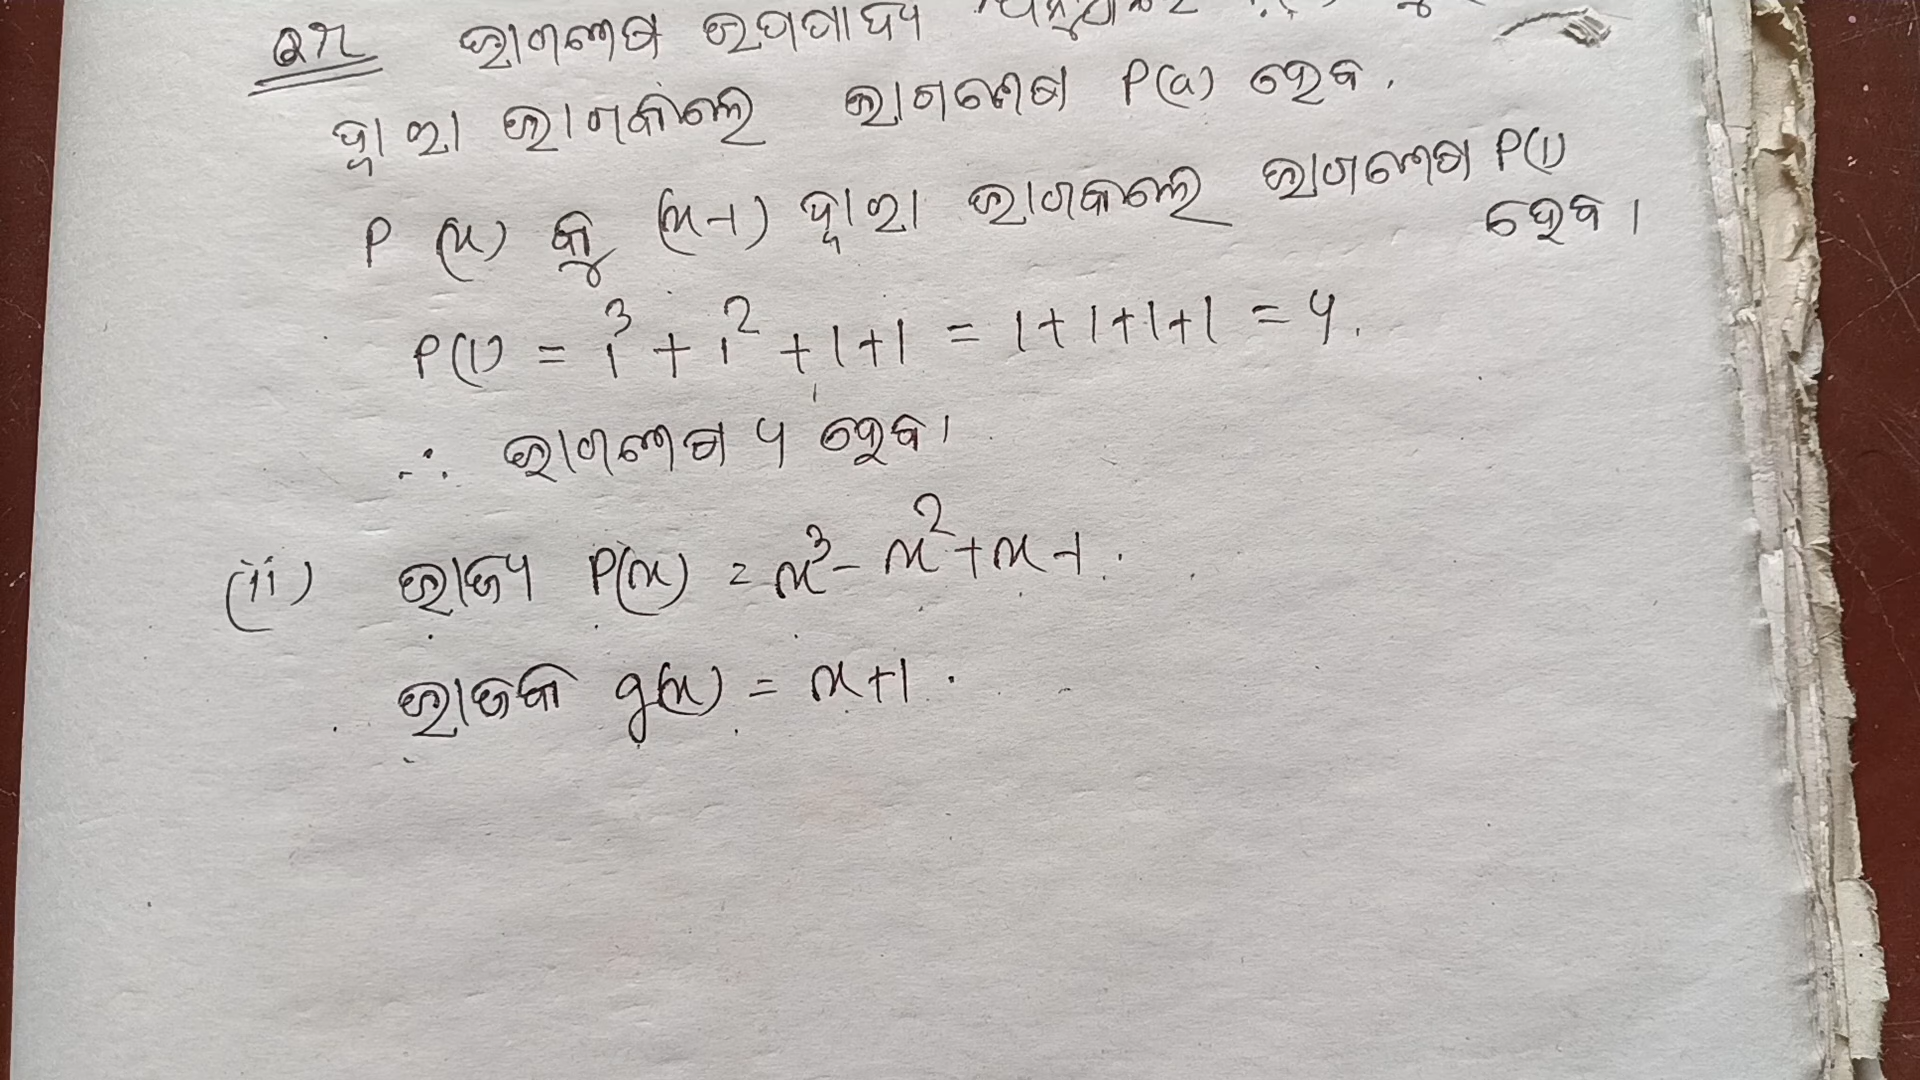 ଉଃ ଭାଗଶେଷ ଉପପାଦ୍ୟ
ଦ୍ୱାରା ଭାଗକଲେ ଭାଗଶେଷ P(a) ହେବ.
P(x) କୁ (x-1) ଦ୍ୱାରା ଭାଗକଲେ ଭାଗଶେଷ P(1)
ହେବ।
P(1) = 1³ + 1² + 1+1 = 1+1+1+1 = 4.
∴ ଭାଗଶେଷ 4 ହେବ।
(ii) ଭାଜ୍ୟ P(x) = x³ - x² + x - 1.
ଭାଜକ g(x) = x+1.